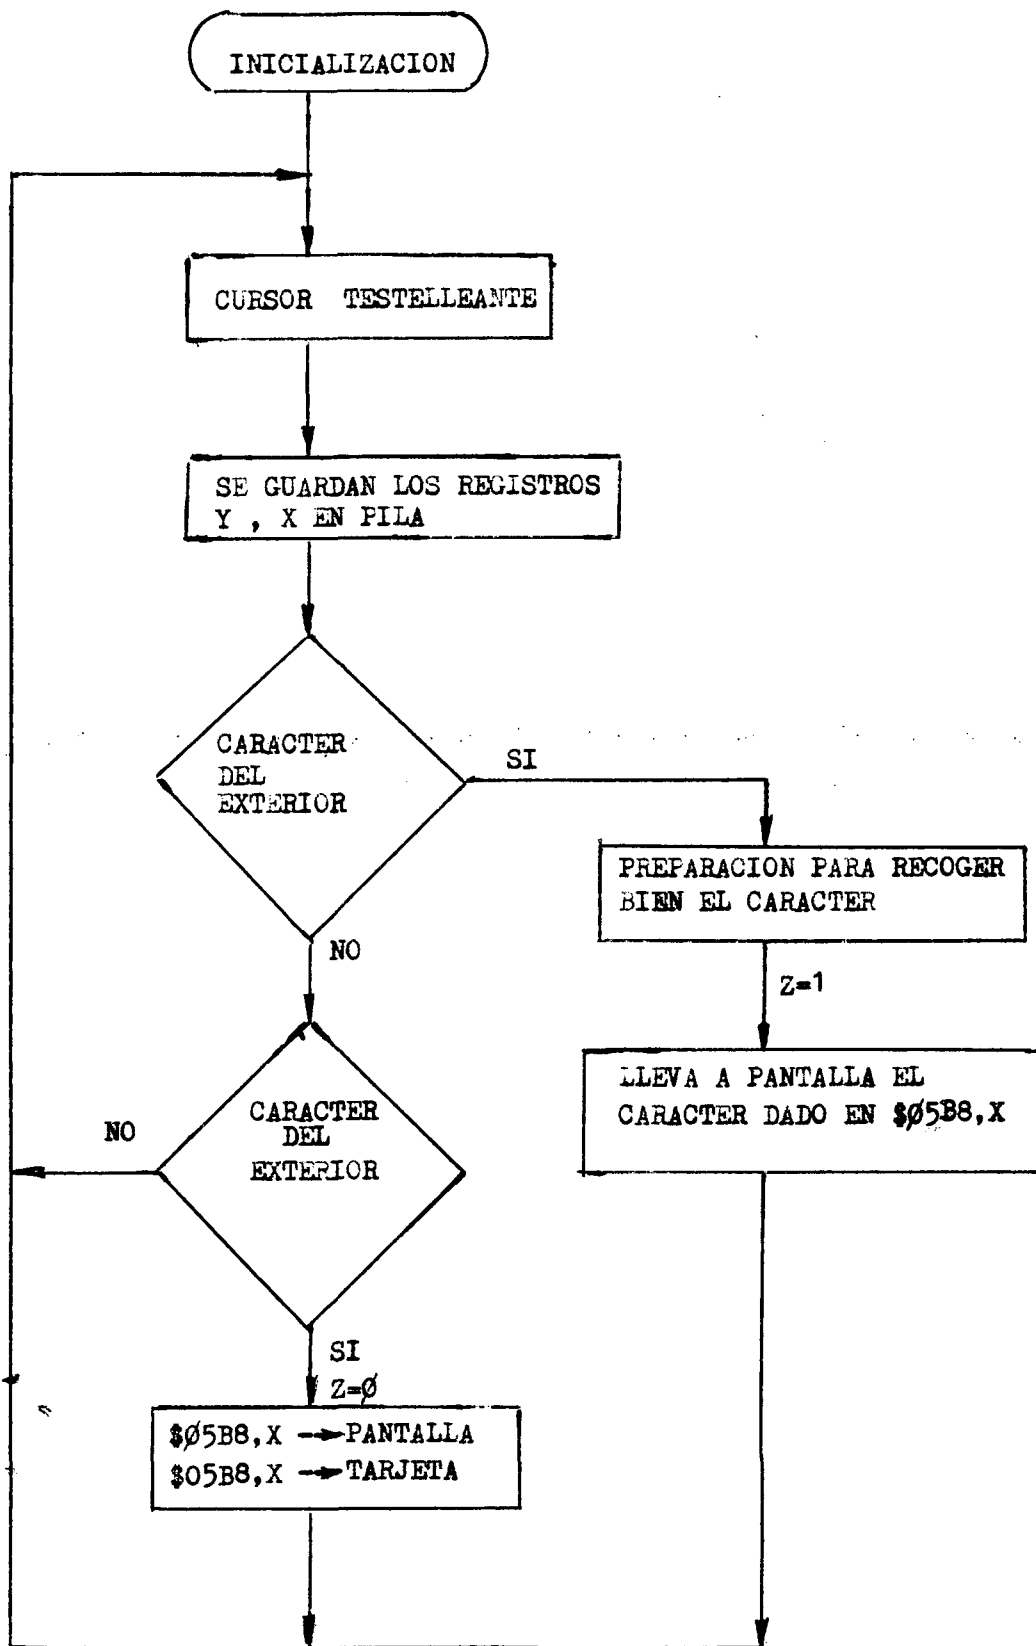 INICIALIZACION
CURSOR TESTELLEANTE
SE GUARDAN LOS REGISTROS
Y , X EN PILA
CARACTER
DEL
EXTERIOR
SI
PREPARACION PARA RECOGER
BIEN EL CARACTER
NO
Z=1
LLEVA A PANTALLA EL
CARACTER DADO EN $Ø5B8,X
CARACTER
DEL
EXTERIOR
NO
SI
Z=Ø
$Ø5B8,X → PANTALLA
$05B8,X → TARJETA